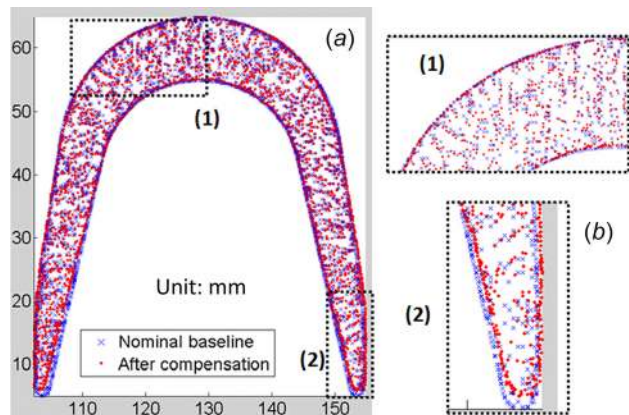 60
50
40
30
20
10
110 120 130 140 150
(a)
(1)
Unit: mm
Nominal baseline
After compensation
(2)
(1)
(b)
(2)